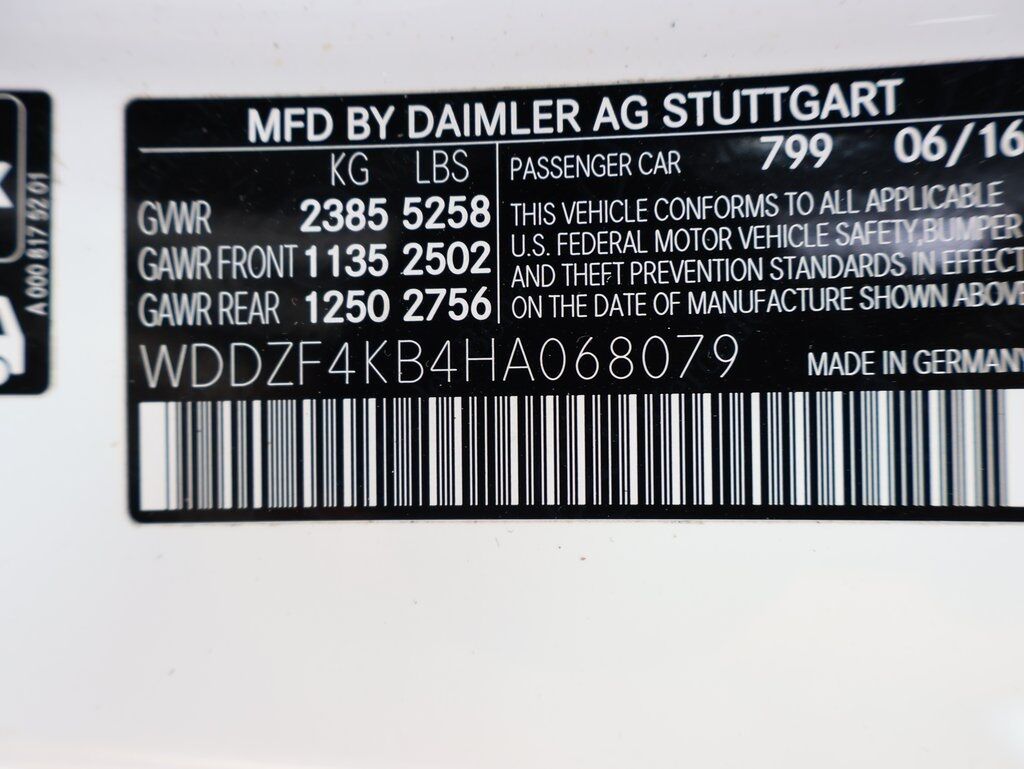 MFD BY DAIMLER AG STUTTGART
KG LBS
GVWR 2385 5258
GAWR FRONT 1135 2502
GAWR REAR 1250 2756
PASSENGER CAR 799 06/16
THIS VEHICLE CONFORMS TO ALL APPLICABLE
U.S. FEDERAL MOTOR VEHICLE SAFETY,BUMPER
AND THEFT PREVENTION STANDARDS IN EFFECT
ON THE DATE OF MANUFACTURE SHOWN ABOVE
WDDZF4KB4HA068079 MADE IN GERMANY
A 000 817 52 01